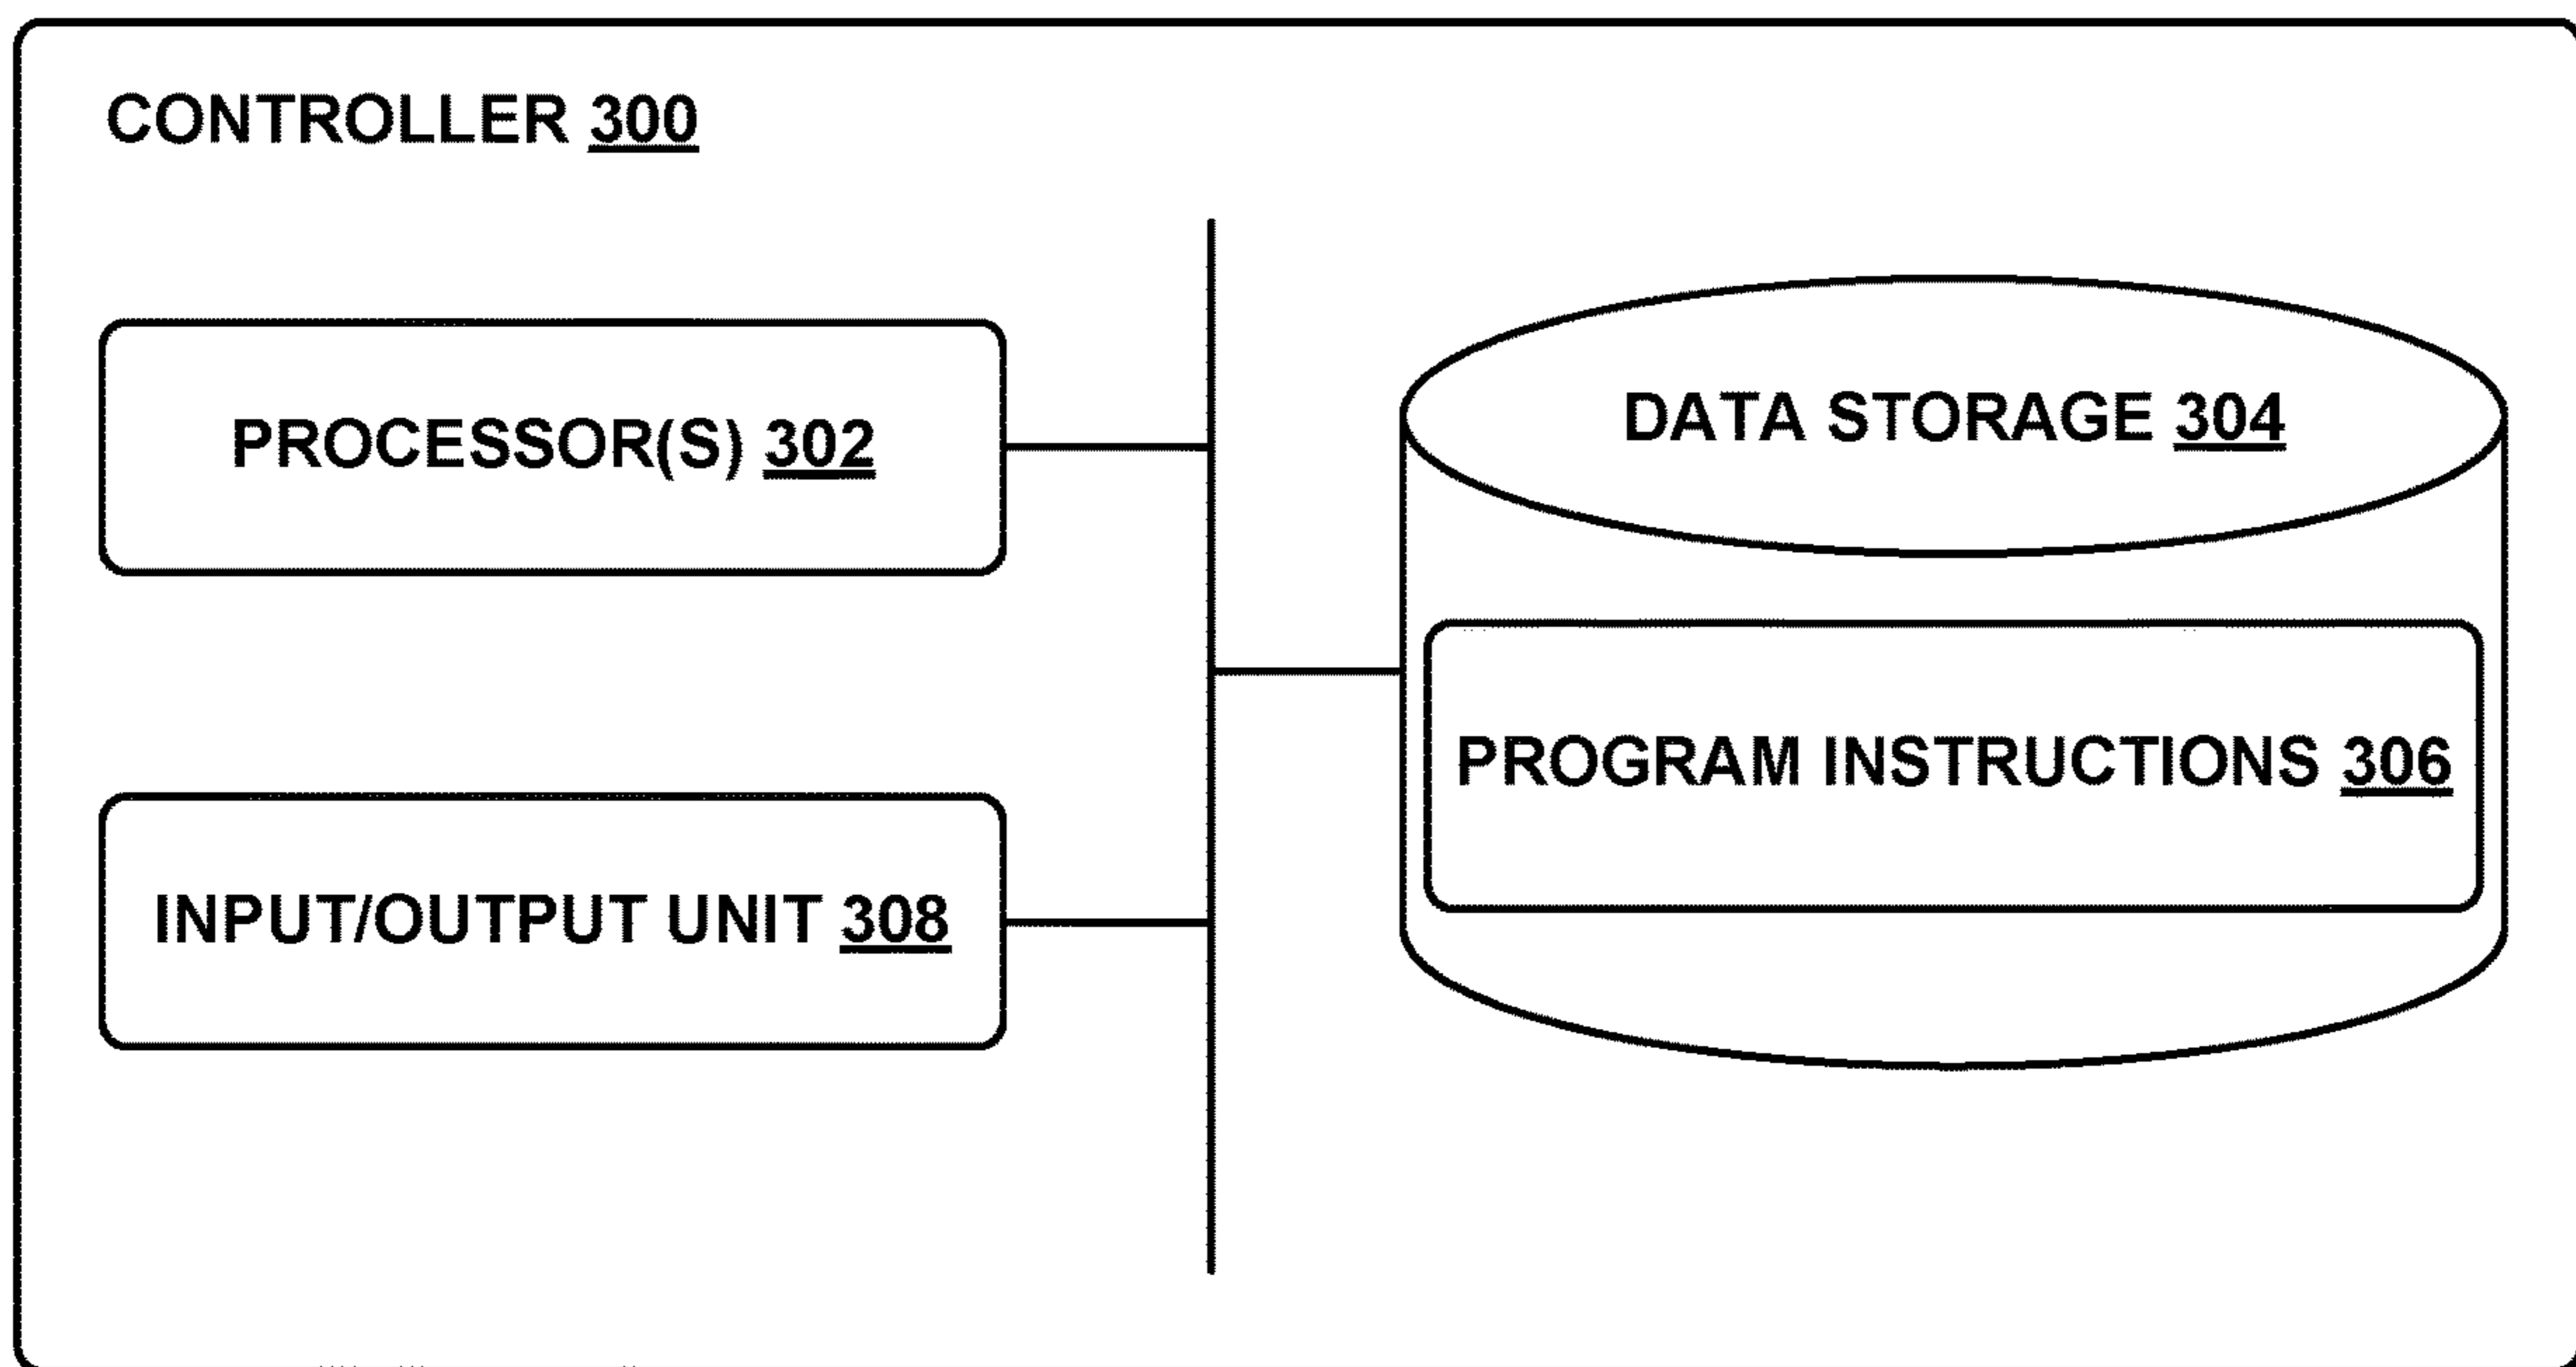 CONTROLLER 300
PROCESSOR(S) 302
DATA STORAGE 304
PROGRAM INSTRUCTIONS 306
INPUT/OUTPUT UNIT 308